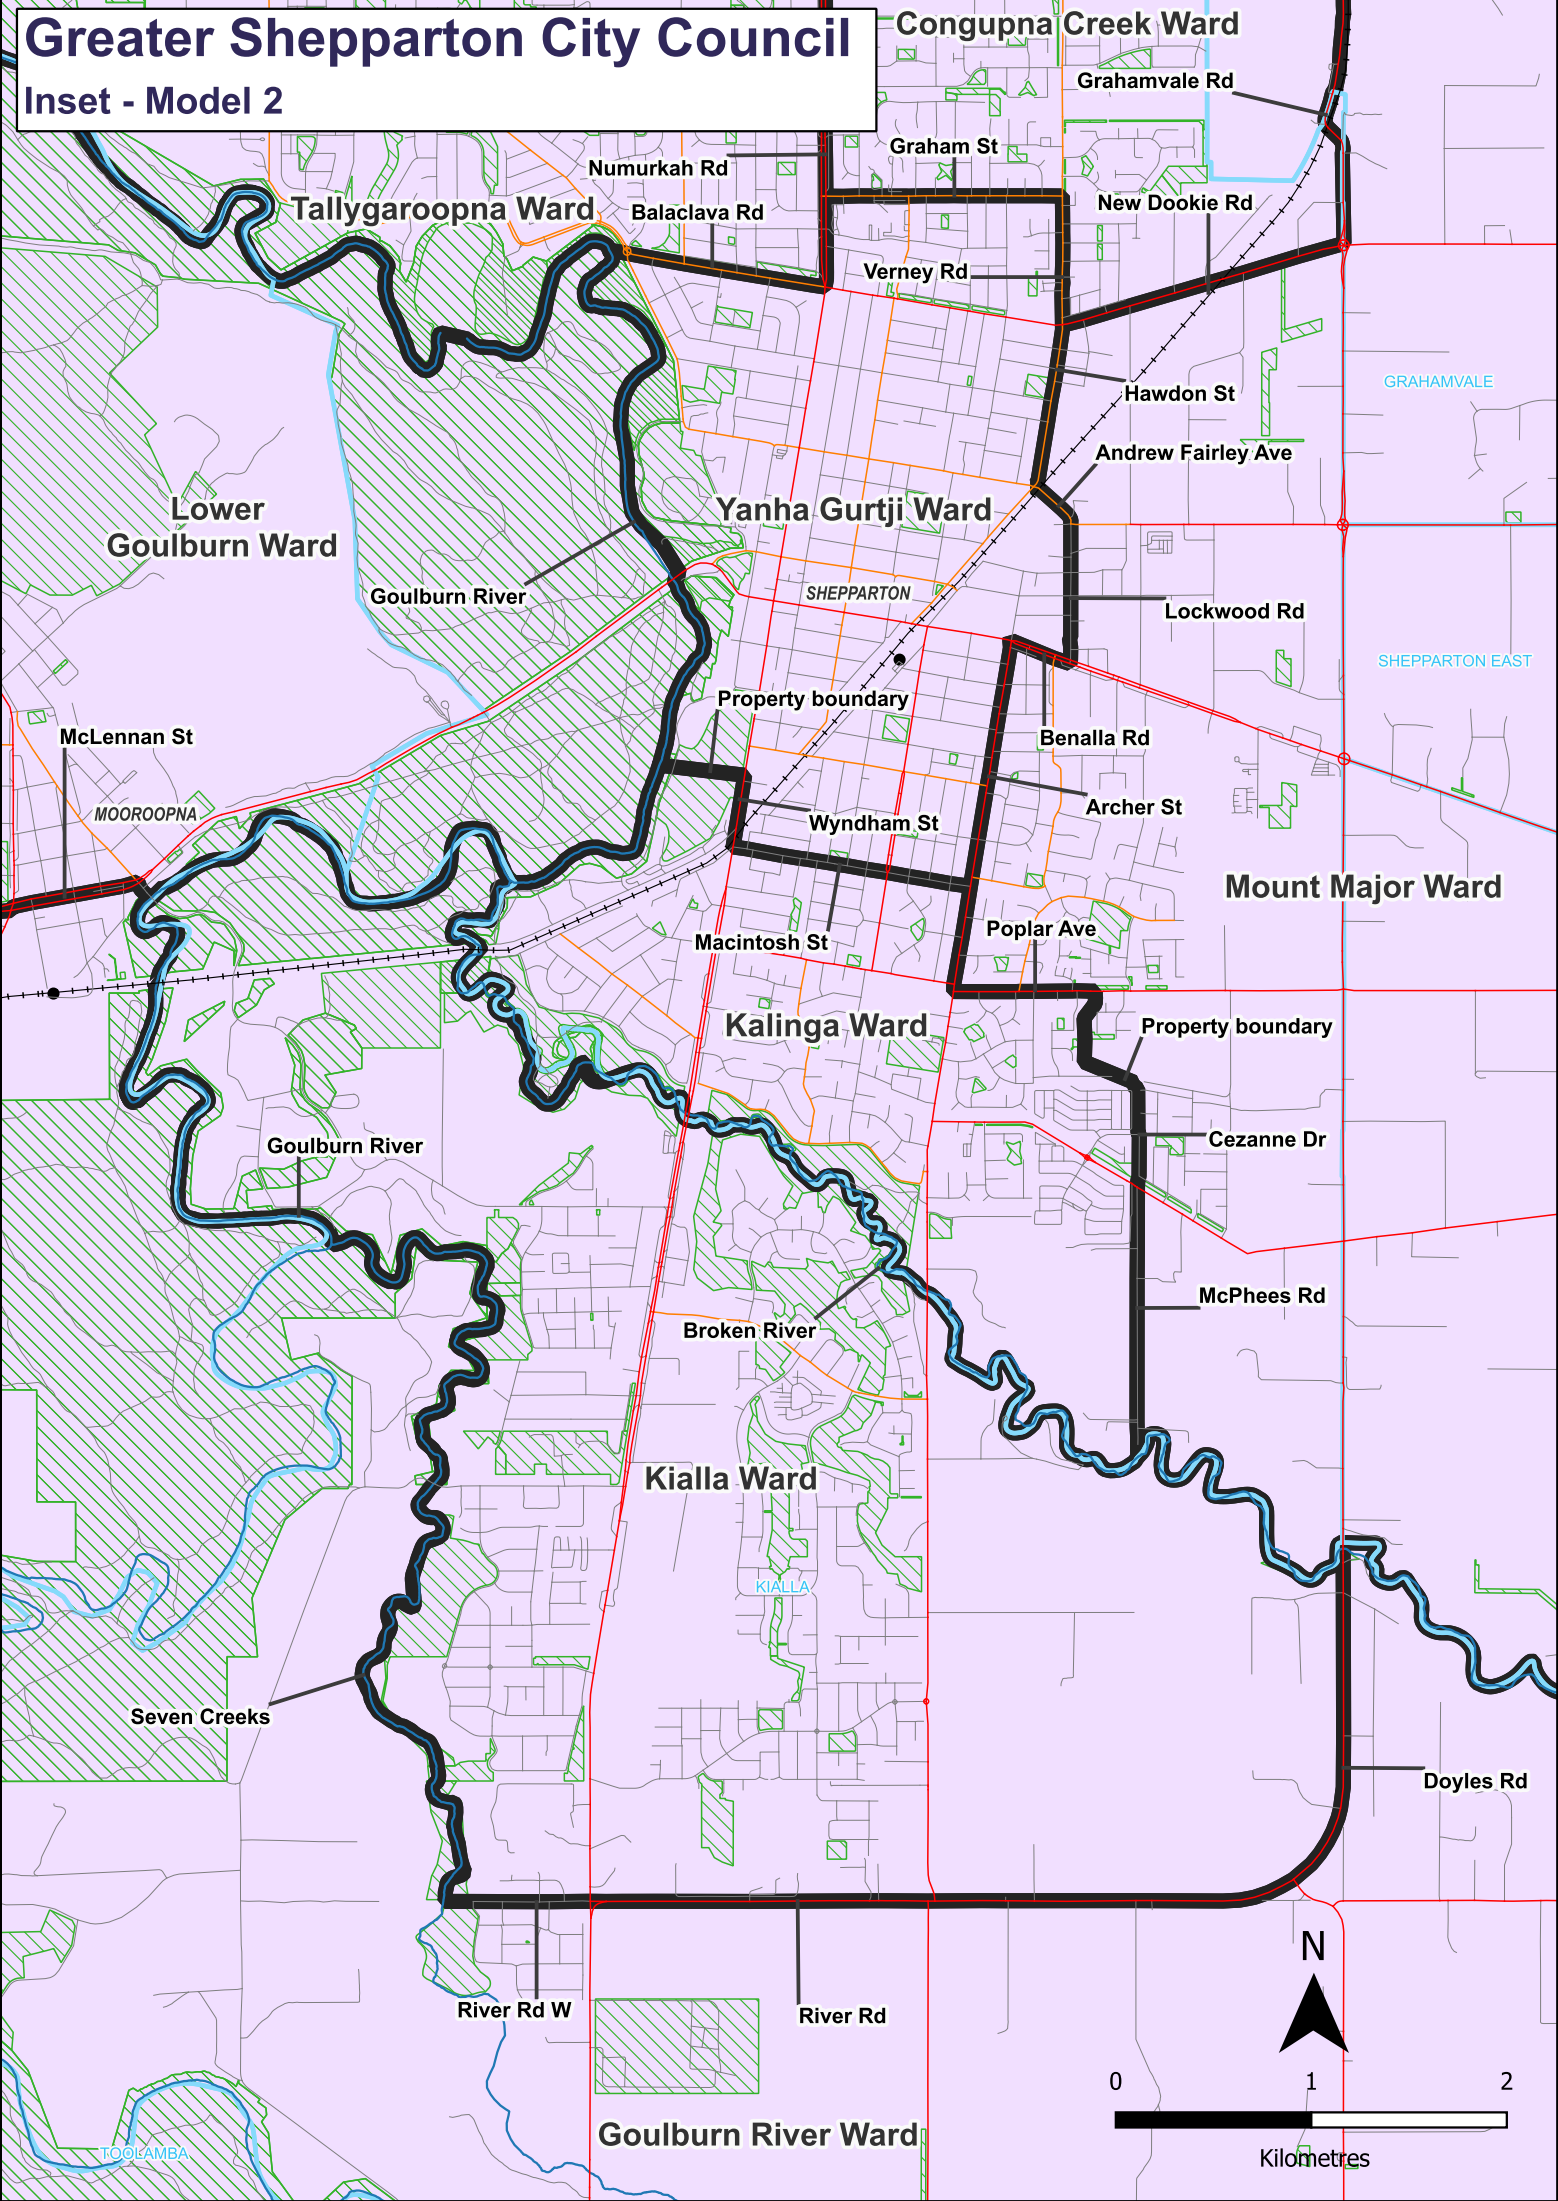 Greater Shepparton City Council
Inset - Model 2
Congupna Creek Ward
Grahamvale Rd
Graham St
Numurkah Rd
Tallygaroopna Ward
Balaclava Rd
New Dookie Rd
Verney Rd
GRAHAMVALE
Hawdon St
Andrew Fairley Ave
Lower
Goulburn Ward
Yanha Gurtji Ward
Goulburn River
SHEPPARTON
Lockwood Rd
SHEPPARTON EAST
Property boundary
McLennan St
Benalla Rd
MOOROOPNA
Archer St
Wyndham St
Mount Major Ward
Poplar Ave
Macintosh St
Kalinga Ward
Property boundary
Goulburn River
Cezanne Dr
McPhees Rd
Broken River
Kialla Ward
KIALLA
Seven Creeks
Doyles Rd
N
River Rd W
River Rd
0 1 2
Kilometres
Goulburn River Ward
TOOLAMBA